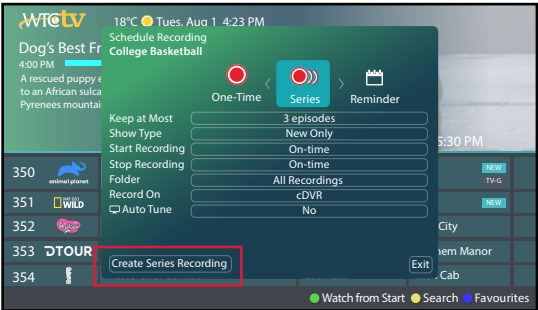 WTCtv 18°C Tues, Aug 1 4:23 PM
Dog's Best Fr
4:00 PM
A rescued puppy e
to an African sulca
Pyrenees mountai
Schedule Recording
College Basketball
One-Time
Series
Reminder
Keep at Most 3 episodes
Show Type New Only
Start Recording On-time
Stop Recording On-time
Folder All Recordings
Record On cDVR
Auto Tune No
Create Series Recording
Exit
5:30 PM
350 animal planet NEW
TV-G
351 NAT GEO WILD NEW
352 City
353 DTOUR hem Manor
354 Cab
Watch from Start Search Favourites